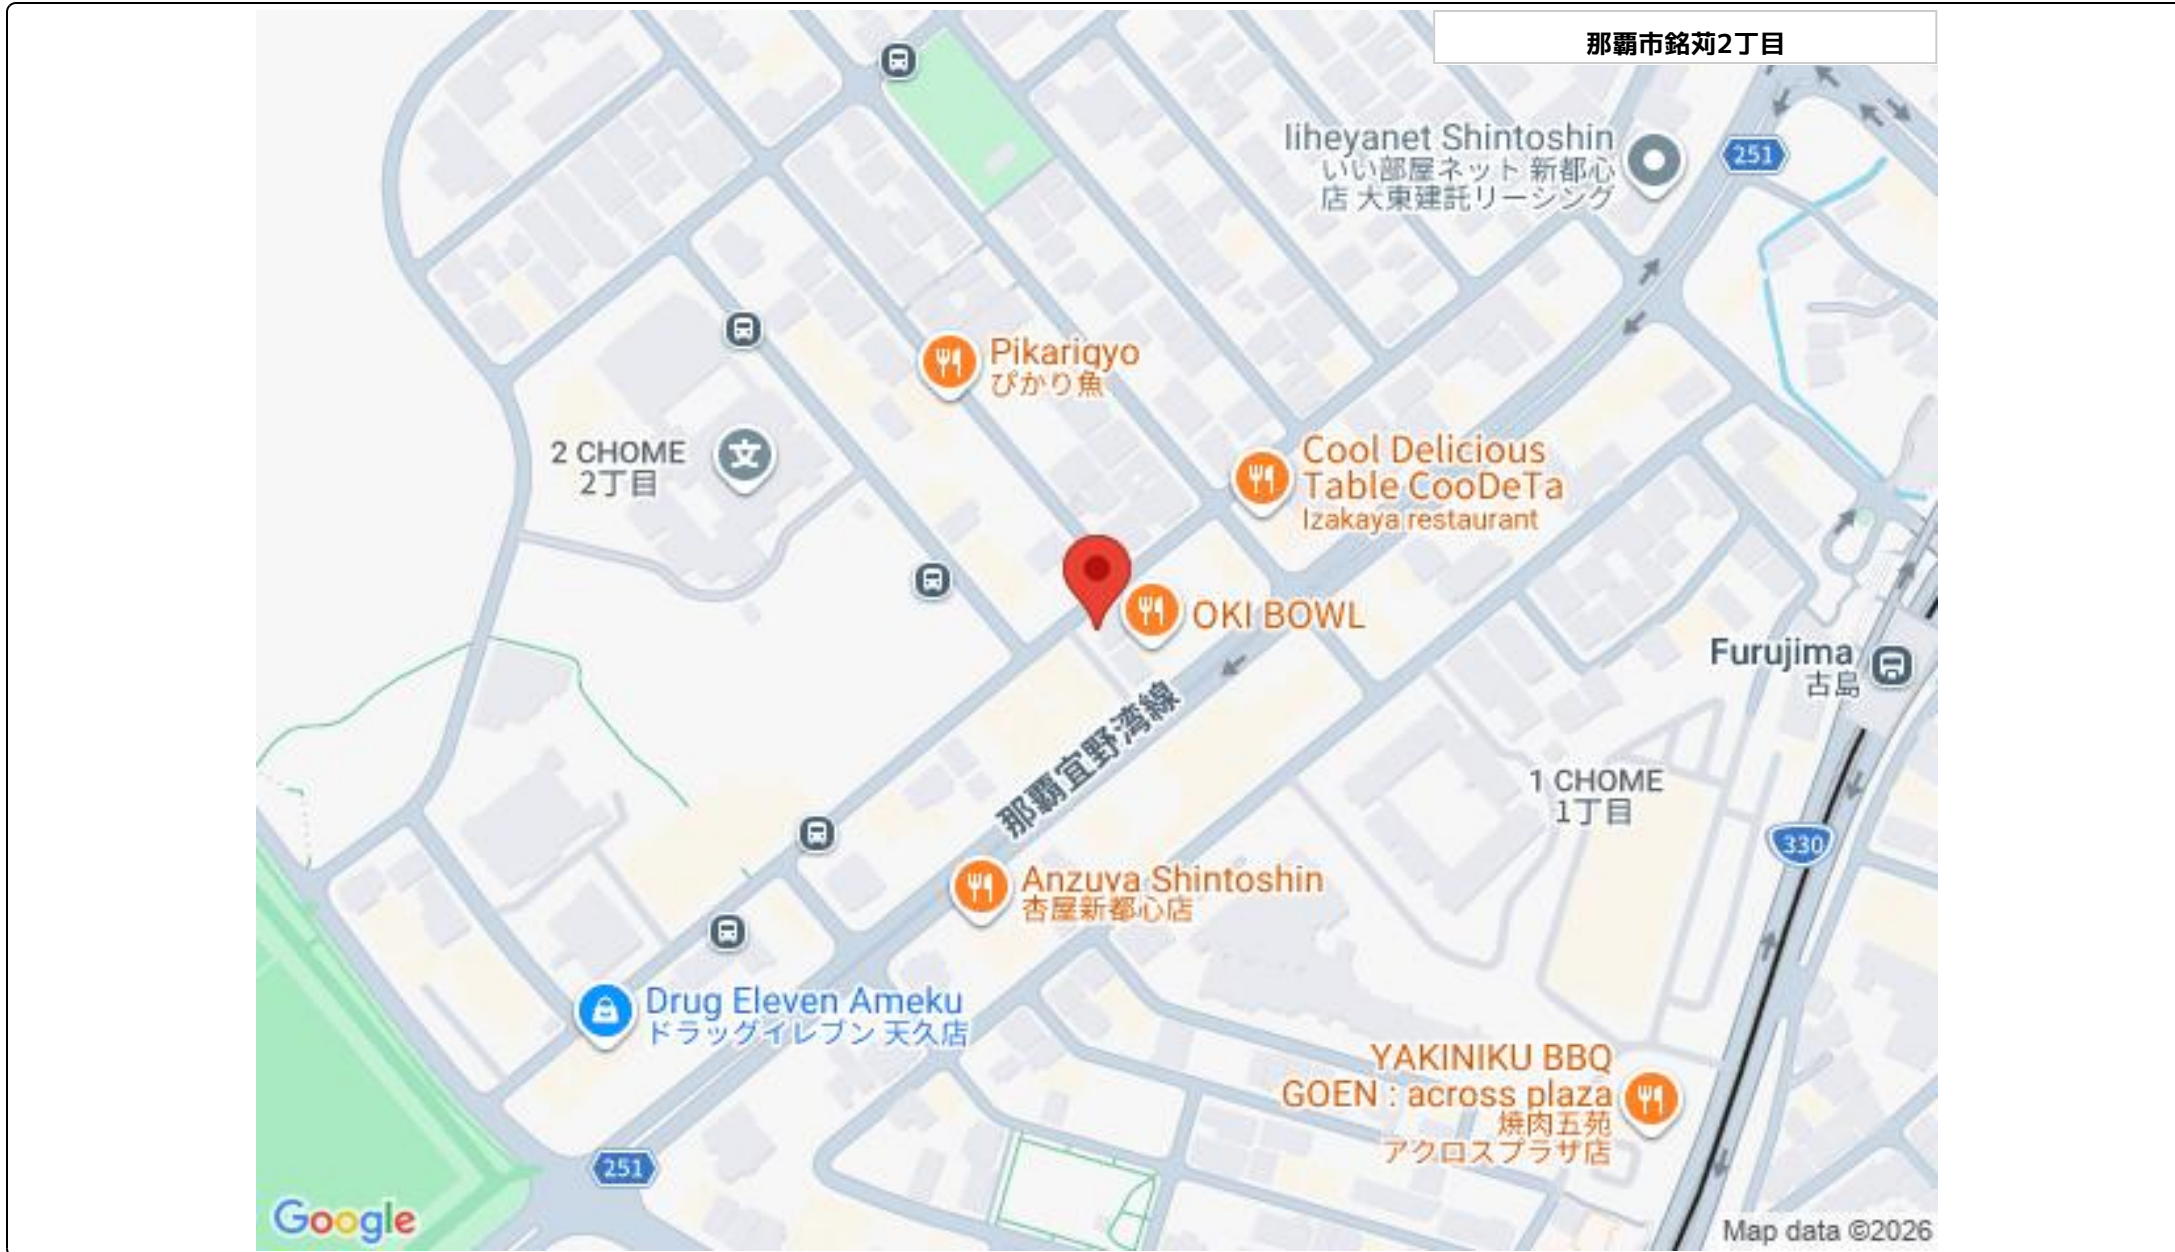 那覇市銘苅2丁目
Iiheyanet Shintoshin
いい部屋ネット 新都心
店 大東建託リーシング
251
Pikarigyo
ぴかり魚
2 CHOME
2丁目
文
Cool Delicious
Table CooDeTa
Izakaya restaurant
OKI BOWL
Furujima
古島
那覇宜野湾線
1 CHOME
1丁目
330
Anzuya Shintoshin
杏屋新都心店
Drug Eleven Ameku
ドラッグイレブン 天久店
YAKINIKU BBQ
GOEN : across plaza
焼肉五苑
アクロスプラザ店
251
Google
Map data ©2026